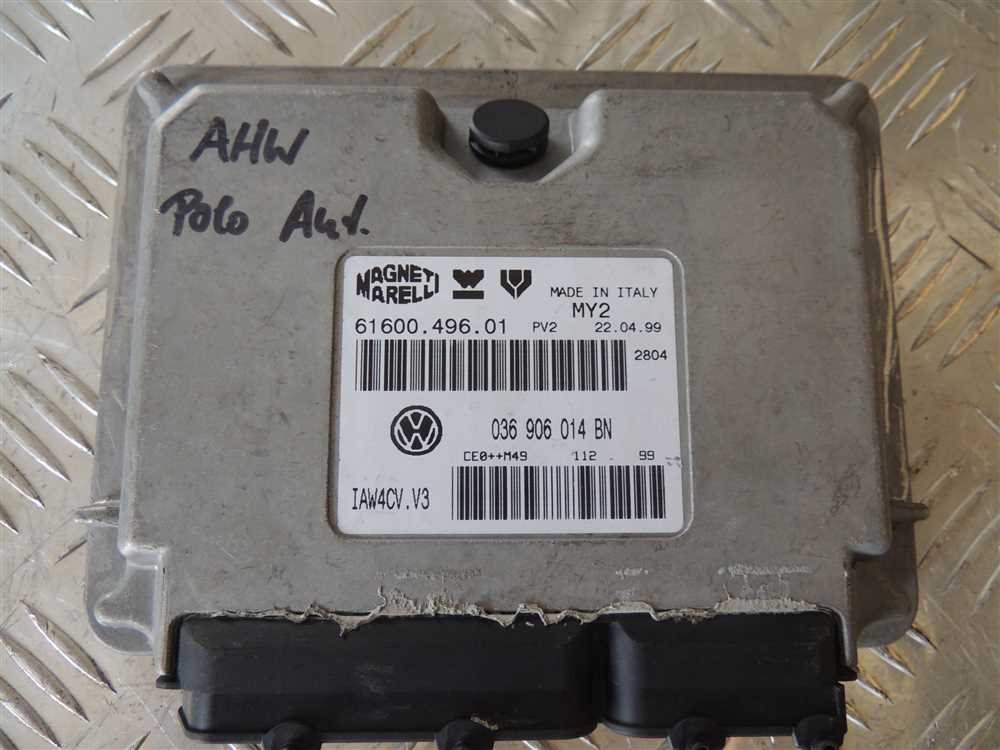 AHW
Polo Aut.
MAGNETI
MARELLI
MADE IN ITALY
MY2
61600.496.01 PV2 22.04.99
2804
036 906 014 BN
CE0++M49 112 99
IAW4CV.V3